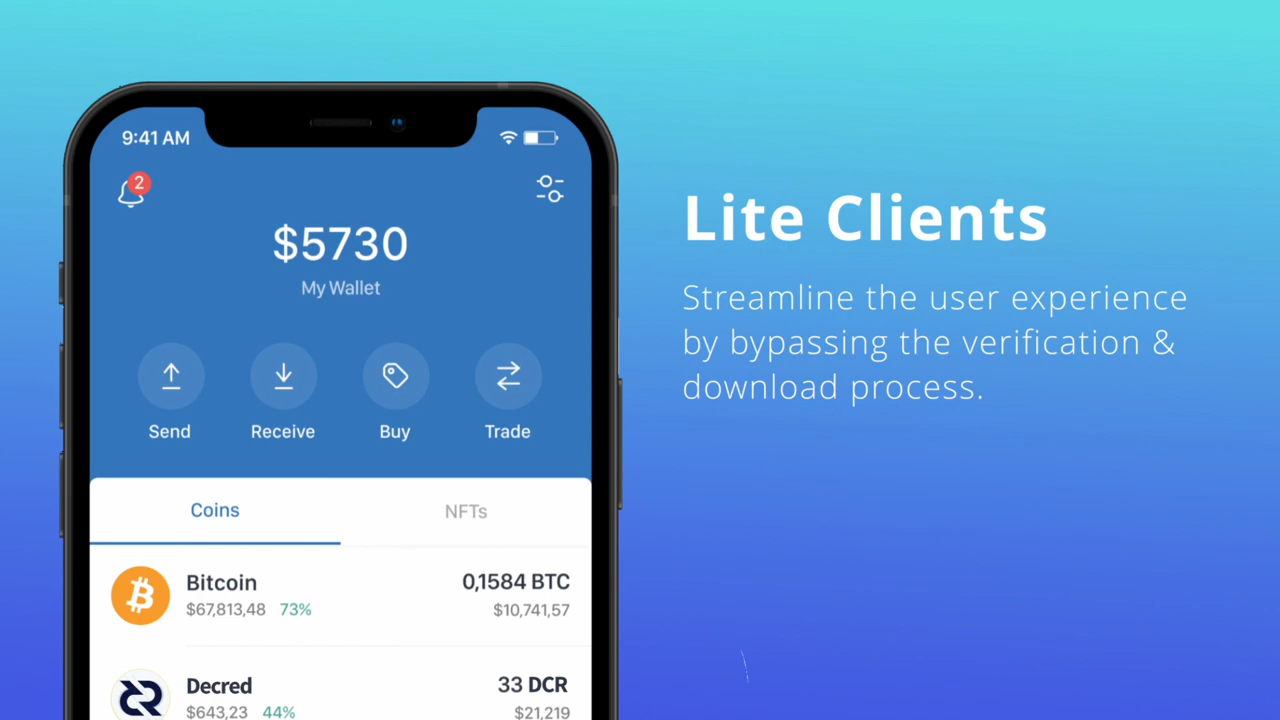 9:41 AM
2
$5730
My Wallet
Send
Receive
Buy
Trade
Coins
NFTs
Bitcoin
0,1584 BTC
$67,813,48 73%
$10,741,57
Decred
33 DCR
$643,23 44%
$21,219
Lite Clients
Streamline the user experience
by bypassing the verification &
download process.